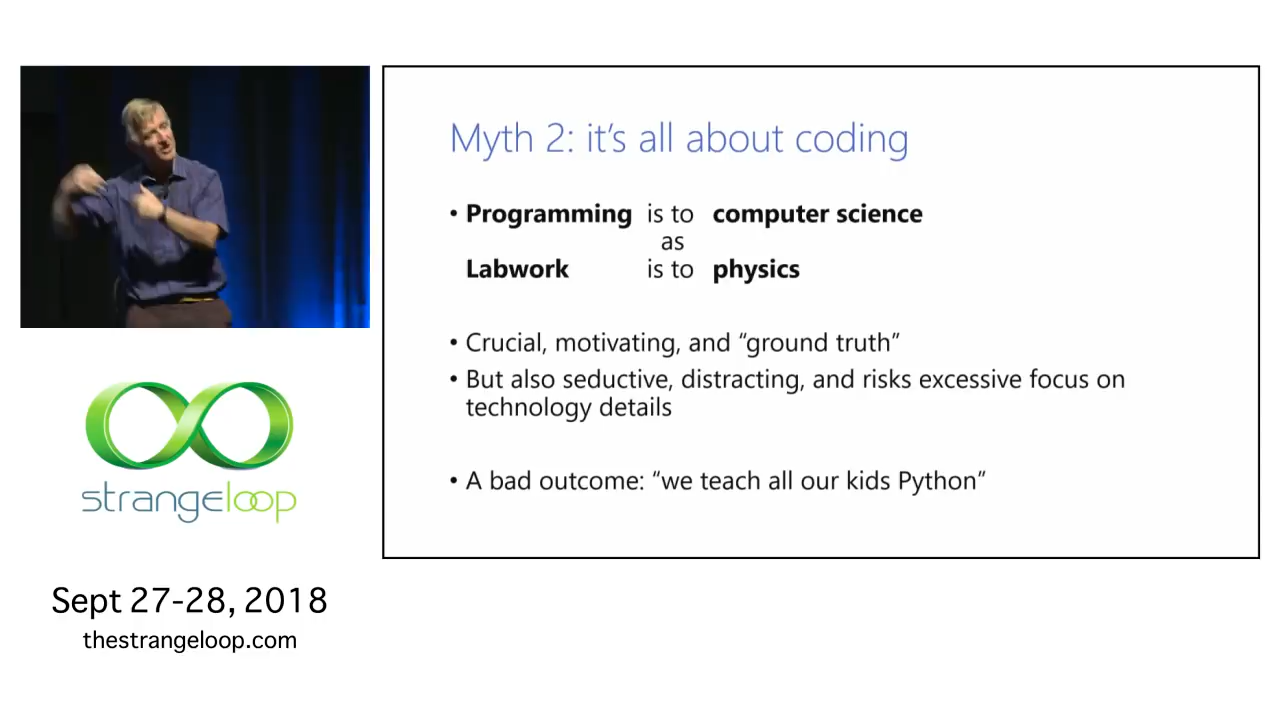 Myth 2: it's all about coding
• Programming is to computer science
as
Labwork is to physics
• Crucial, motivating, and “ground truth”
• But also seductive, distracting, and risks excessive focus on
technology details
• A bad outcome: “we teach all our kids Python”
strangeloop
Sept 27-28, 2018
thestrangeloop.com